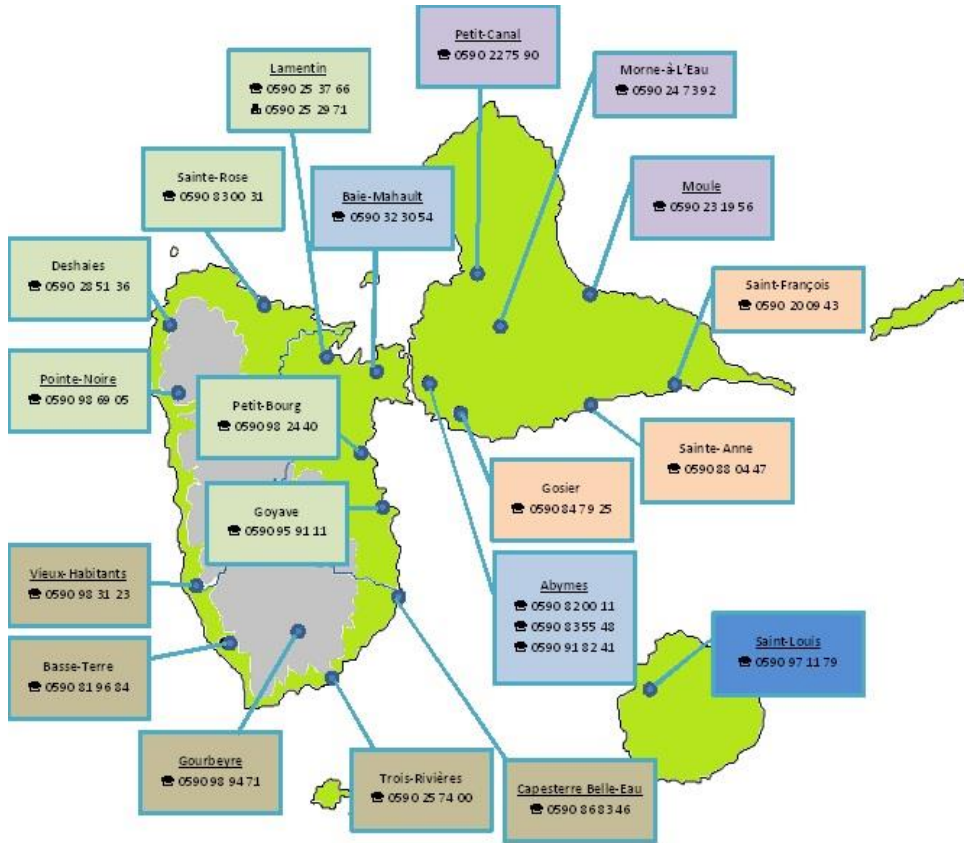 Petit-Canal
☎ 0590 22 75 90
Morne-à-L'Eau
☎ 0590 24 73 92
Lamentin
☎ 0590 25 37 66
0590 25 29 71
Sainte-Rose
☎ 0590 83 00 31
Baie-Mahault
☎ 0590 32 30 54
Moule
☎ 0590 23 19 56
Deshaies
☎ 0590 28 51 36
Saint-François
☎ 0590 20 09 43
Pointe-Noire
☎ 0590 98 69 05
Petit-Bourg
☎ 0590 98 24 40
Sainte-Anne
☎ 0590 88 04 47
Gosier
☎ 0590 84 79 25
Goyave
☎ 0590 95 91 11
Vieux-Habitants
☎ 0590 98 31 23
Abymes
☎ 0590 82 00 11
☎ 0590 83 55 48
☎ 0590 91 82 41
Saint-Louis
☎ 0590 97 11 79
Basse-Terre
☎ 0590 81 96 84
Gourbeyre
☎ 0590 98 94 71
Trois-Rivières
☎ 0590 25 74 00
Capesterre Belle-Eau
☎ 0590 86 83 46